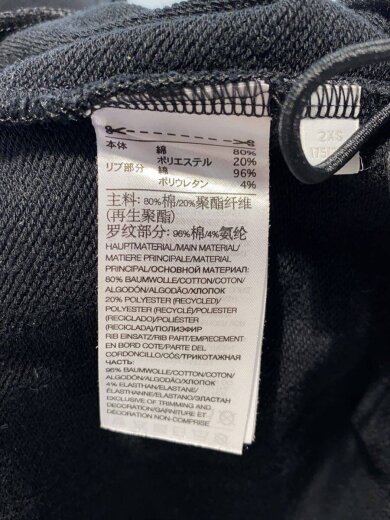 本体 綿 80%
ポリエステル 20%
リブ部分 綿 96%
ポリウレタン 4%
主料: 80%棉/20%聚酯纤维
(再生聚酯)
罗纹部分: 96%棉/4%氨纶
HAUPTMATERIAL/MAIN MATERIAL/
MATIERE PRINCIPALE/MATERIAL
PRINCIPAL/ОСНОВНОЙ МАТЕРИАЛ:
80% BAUMWOLLE/COTTON/COTON/
ALGODÓN/ALGODÃO/ХЛОПОК
20% POLYESTER (RECYCLED)/
POLYESTER (RECYCLÉ)/POLIÉSTER
(RECICLADO)/POLIÉSTER
(RECICLADO)/ПОЛИЭФИР
RIB EINSATZ/RIB PART/EMPIECEMENT
EN BORD COTE/PARTE DEL
CORDONCILLO/CÓS/ТРИКОТАЖНАЯ
ЧАСТЬ:
96% BAUMWOLLE/COTTON/COTON/
ALGODÓN/ALGODÃO/ХЛОПОК
4% ELASTHAN/ELASTANE/
ÉLASTHANNE/ELASTANO/ЭЛАСТАН
EXCLUSIVE OF TRIMMING AND
DECORATION/GARNITURE ET
DÉCORATION NON-COMPRIS
2XS